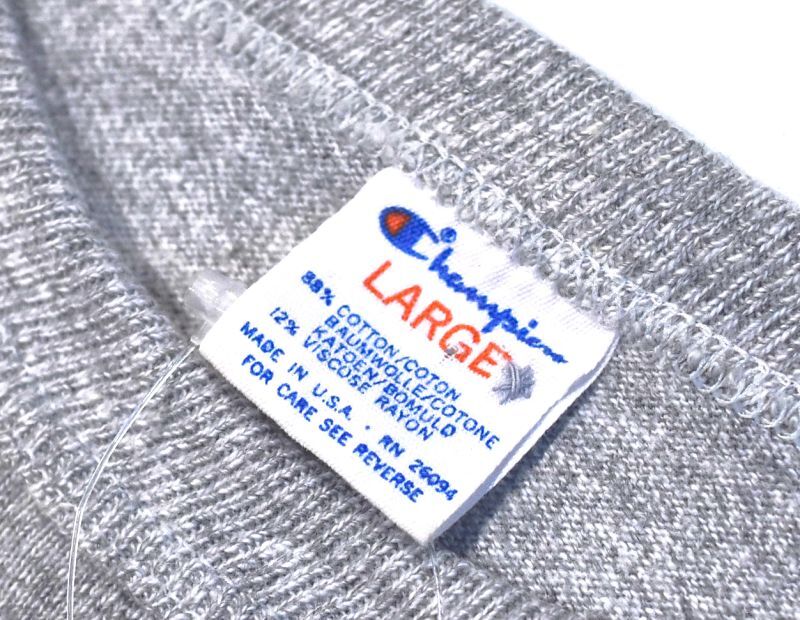 Champion®
LARGE
88% COTTON/COTON
BAUMWOLLE/COTONE
KATOEN/BOMULD
12% VISCOSE RAYON
MADE IN U.S.A. • RN 26094
FOR CARE SEE REVERSE